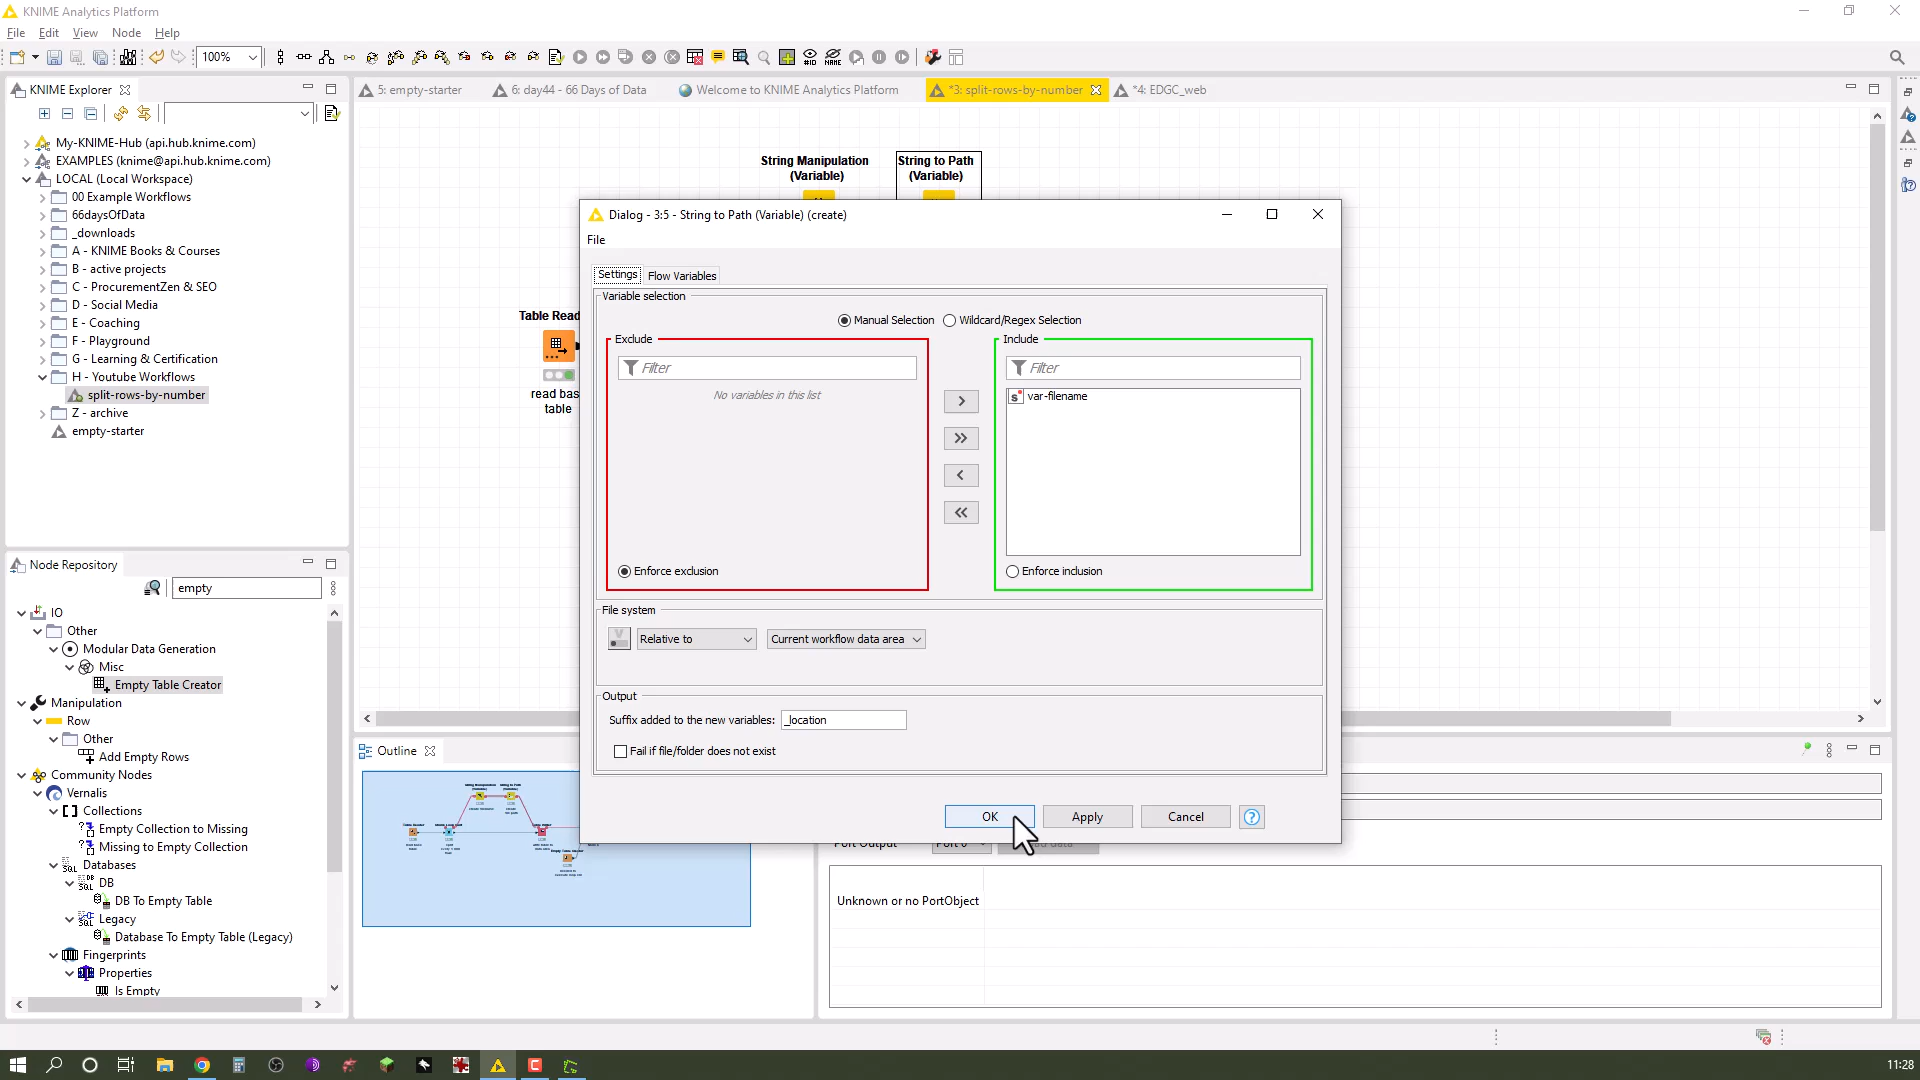 KNIME Analytics Platform
File Edit View Node Help
100%
KNIME Explorer
5: empty-starter
6: day44 - 66 Days of Data
Welcome to KNIME Analytics Platform
*3: split-rows-by-number
*4: EDGC_web
My-KNIME-Hub (api.hub.knime.com)
EXAMPLES (knime@api.hub.knime.com)
LOCAL (Local Workspace)
00 Example Workflows
66daysOfData
_downloads
A - KNIME Books & Courses
B - active projects
C - ProcurementZen & SEO
D - Social Media
E - Coaching
F - Playground
G - Learning & Certification
H - Youtube Workflows
split-rows-by-number
Z - archive
empty-starter
String Manipulation
(Variable)
String to Path
(Variable)
Table Read
read bas
table
Dialog - 3:5 - String to Path (Variable) (create)
File
Settings
Flow Variables
Variable selection
Manual Selection
Wildcard/Regex Selection
Exclude
Filter
No variables in this list
Enforce exclusion
Include
Filter
var-filename
Enforce inclusion
File system
Relative to
Current workflow data area
Output
Suffix added to the new variables: _location
Fail if file/folder does not exist
OK
Apply
Cancel
Node Repository
empty
IO
Other
Modular Data Generation
Misc
Empty Table Creator
Manipulation
Row
Other
Add Empty Rows
Community Nodes
Vernalis
Collections
Empty Collection to Missing
Missing to Empty Collection
Databases
DB
DB To Empty Table
Legacy
Database To Empty Table (Legacy)
Fingerprints
Properties
Is Empty
Outline
Port Output
Port 0
Unknown or no PortObject
11:28